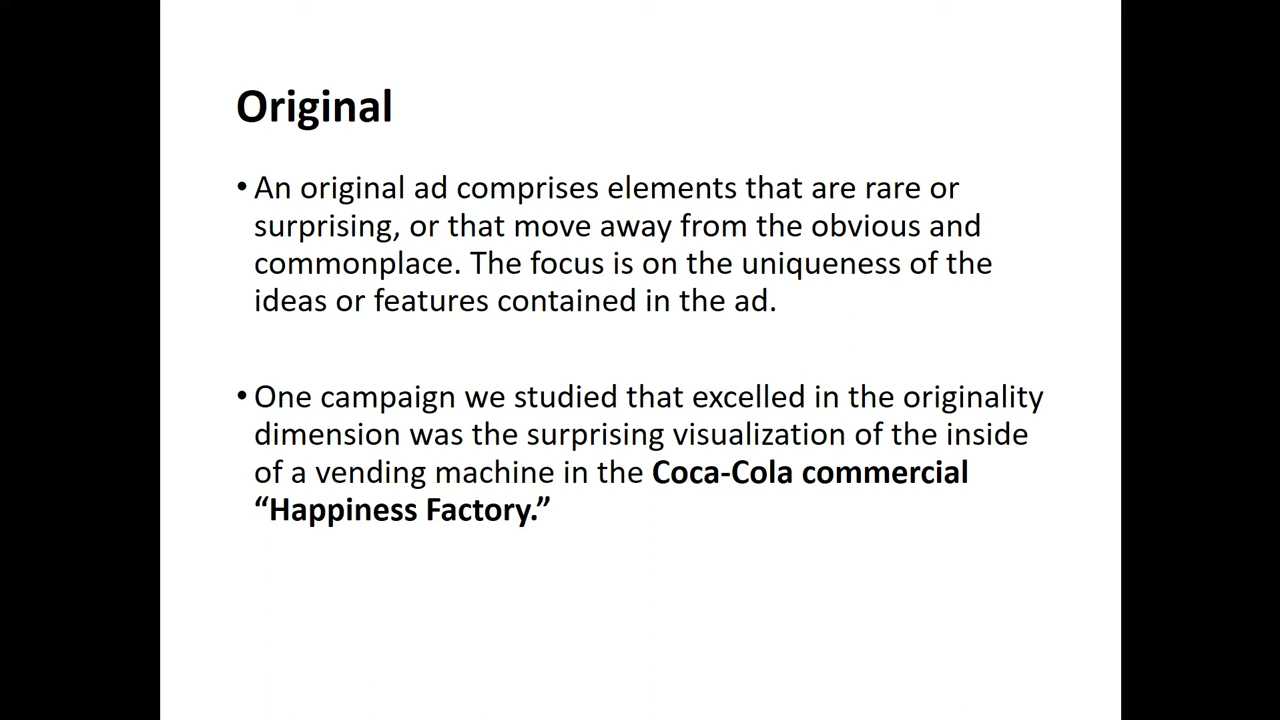 Original
• An original ad comprises elements that are rare or
surprising, or that move away from the obvious and
commonplace. The focus is on the uniqueness of the
ideas or features contained in the ad.
• One campaign we studied that excelled in the originality
dimension was the surprising visualization of the inside
of a vending machine in the Coca-Cola commercial
“Happiness Factory.”